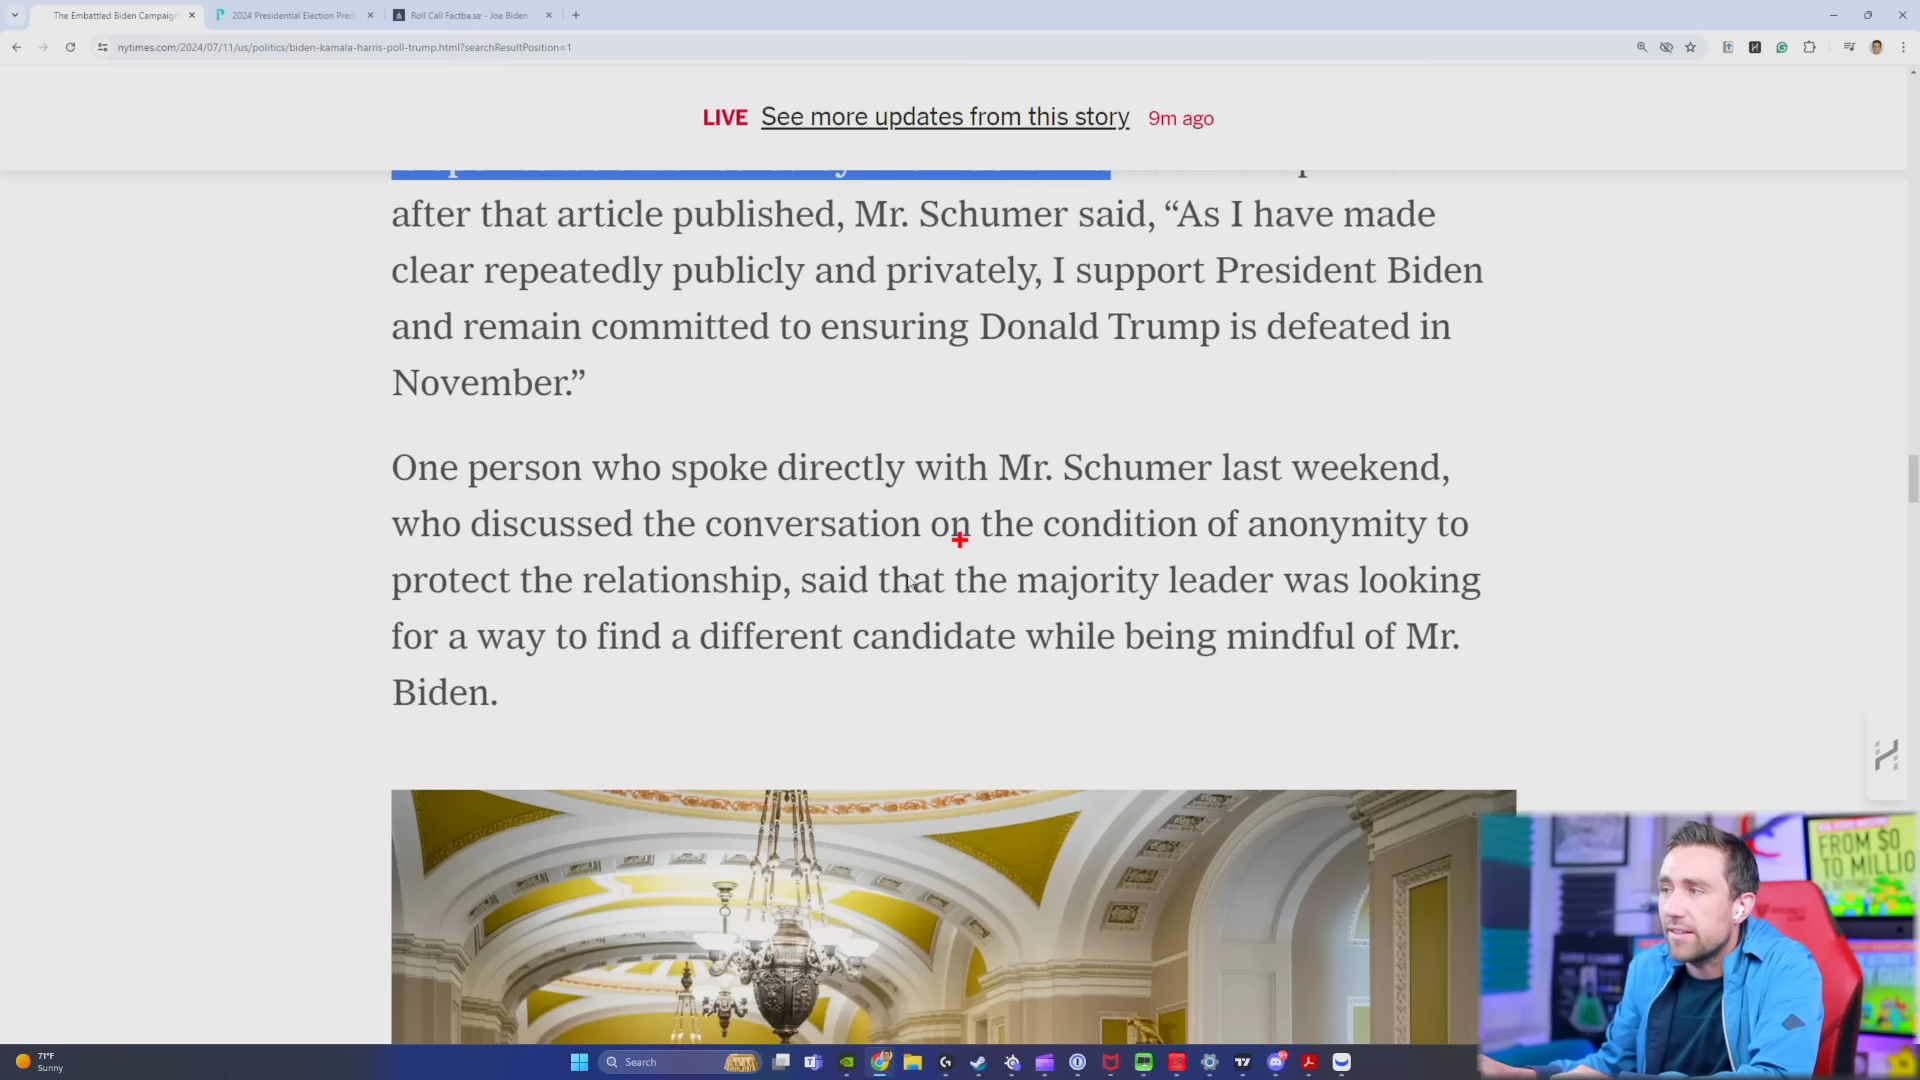 The Embattled Biden Campaign
2024 Presidential Election Pred
Roll Call Factba.se - Joe Biden
nytimes.com/2024/07/11/us/politics/biden-kamala-harris-poll-trump.html?searchResultPosition=1
LIVE See more updates from this story 9m ago
after that article published, Mr. Schumer said, “As I have made
clear repeatedly publicly and privately, I support President Biden
and remain committed to ensuring Donald Trump is defeated in
November.”
One person who spoke directly with Mr. Schumer last weekend,
who discussed the conversation on the condition of anonymity to
protect the relationship, said that the majority leader was looking
for a way to find a different candidate while being mindful of Mr.
Biden.
FROM $0
TO MILLIO
71°F
Sunny
Search